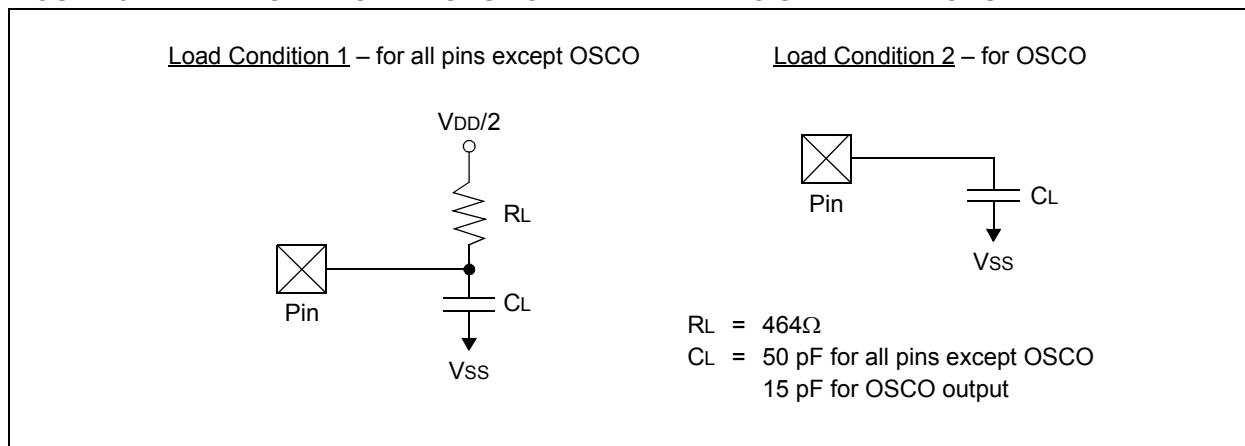 Load Condition 1 – for all pins except OSCO
VDD/2
RL
Pin
CL
VSS
Load Condition 2 – for OSCO
Pin
CL
VSS
RL = 464Ω
CL = 50 pF for all pins except OSCO
15 pF for OSCO output